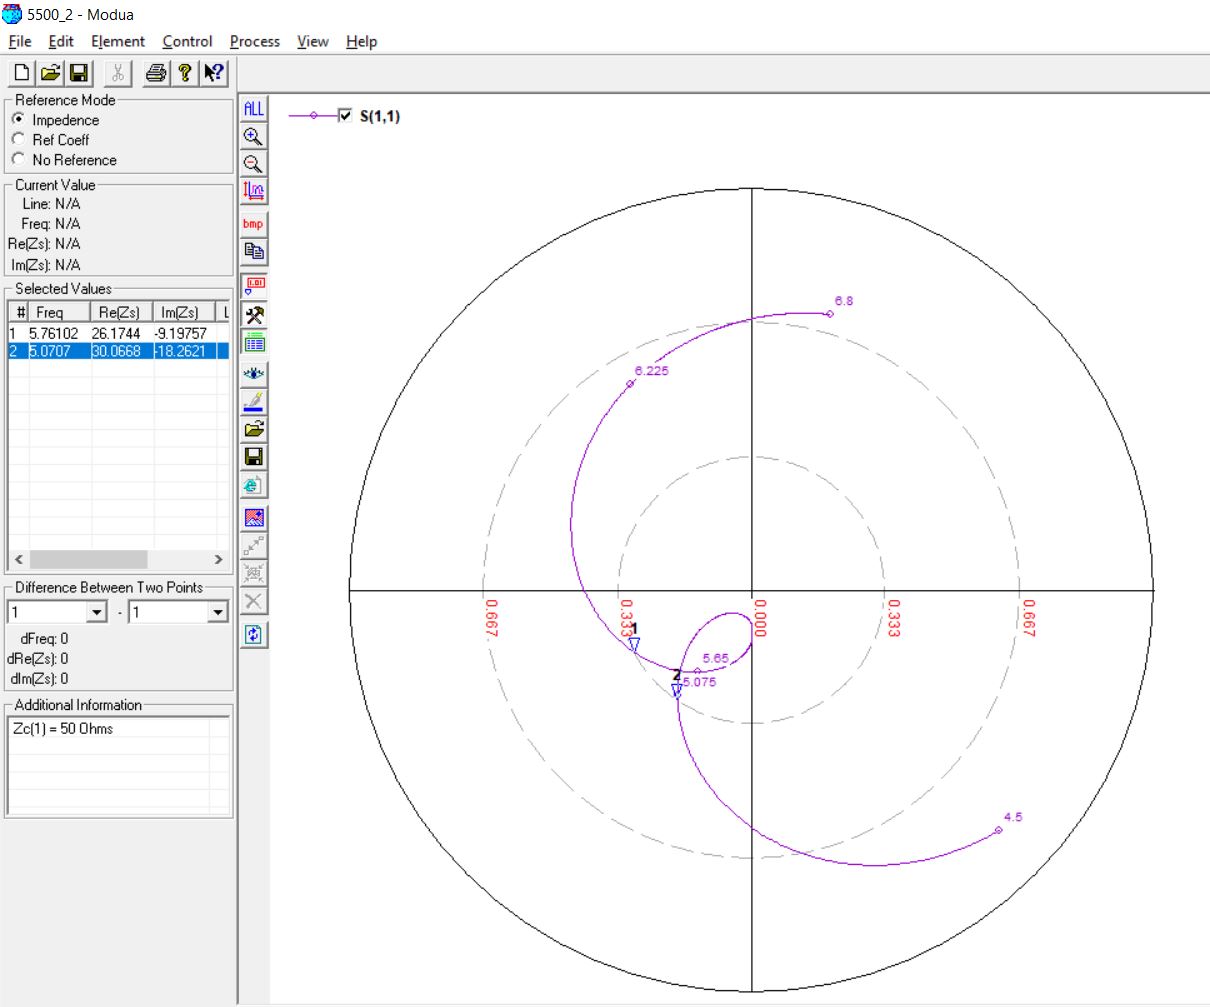 5500_2 - Modua
File Edit Element Control Process View Help
Reference Mode
Impedence
Ref Coeff
No Reference
Current Value
Line: N/A
Freq: N/A
Re(Zs): N/A
Im(Zs): N/A
Selected Values
# Freq Re(Zs) Im(Zs) L
1 5.76102 26.1744 -9.19757
2 5.0707 30.0668 -18.2621
Difference Between Two Points
1 - 1
dFreq: 0
dRe(Zs): 0
dIm(Zs): 0
Additional Information
Zc(1) = 50 Ohms
ALL
bmp
1.01
S(1,1)
6.8
6.225
0.667
0.333
0.000
0.333
0.667
1
5.65
2
5.075
4.5